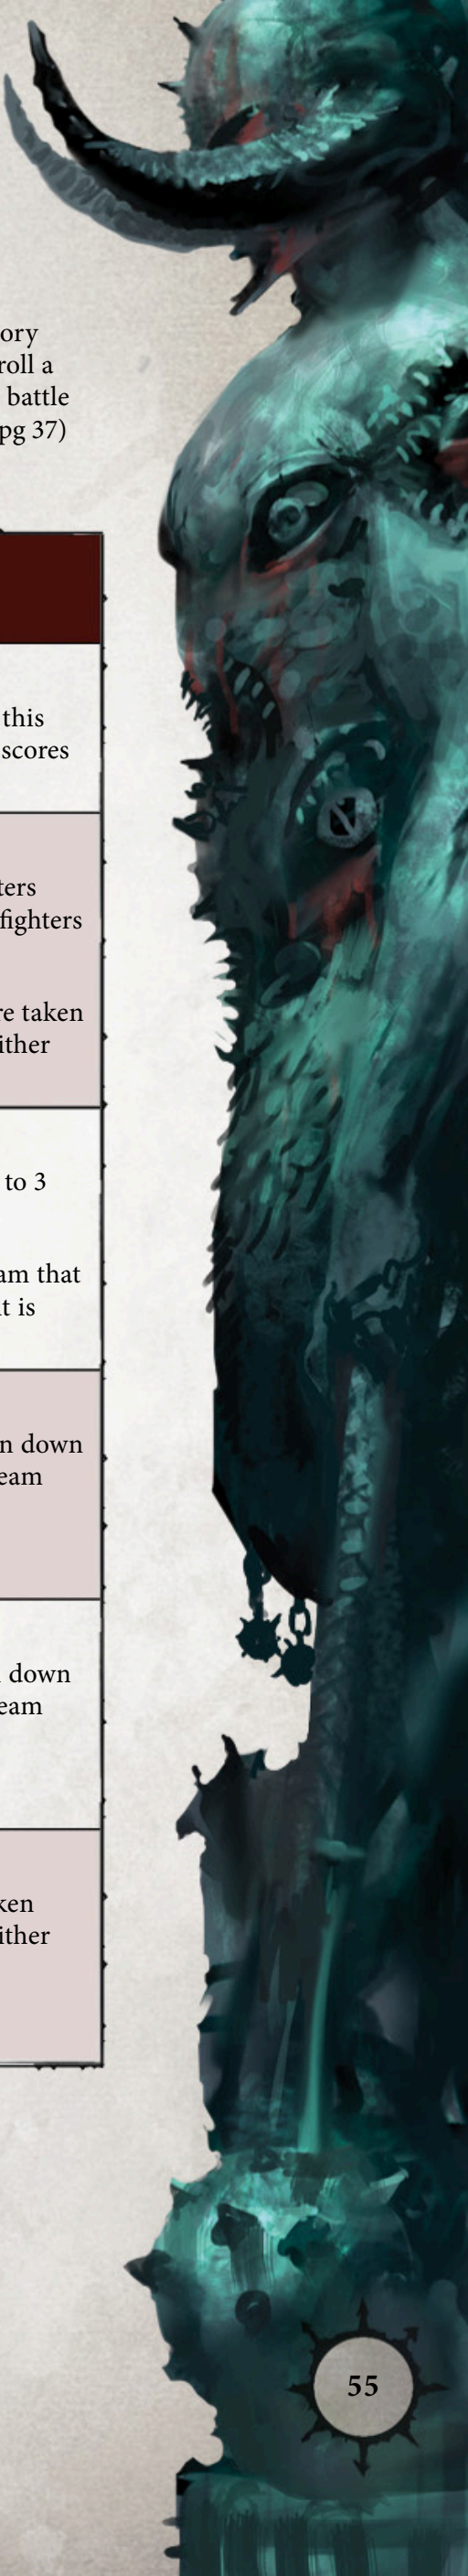 ory
roll a
battle
pg 37)
this
scores
ters
fighters
re taken
ither
to 3
am that
t is
n down
eam
down
eam
ken
ither
55